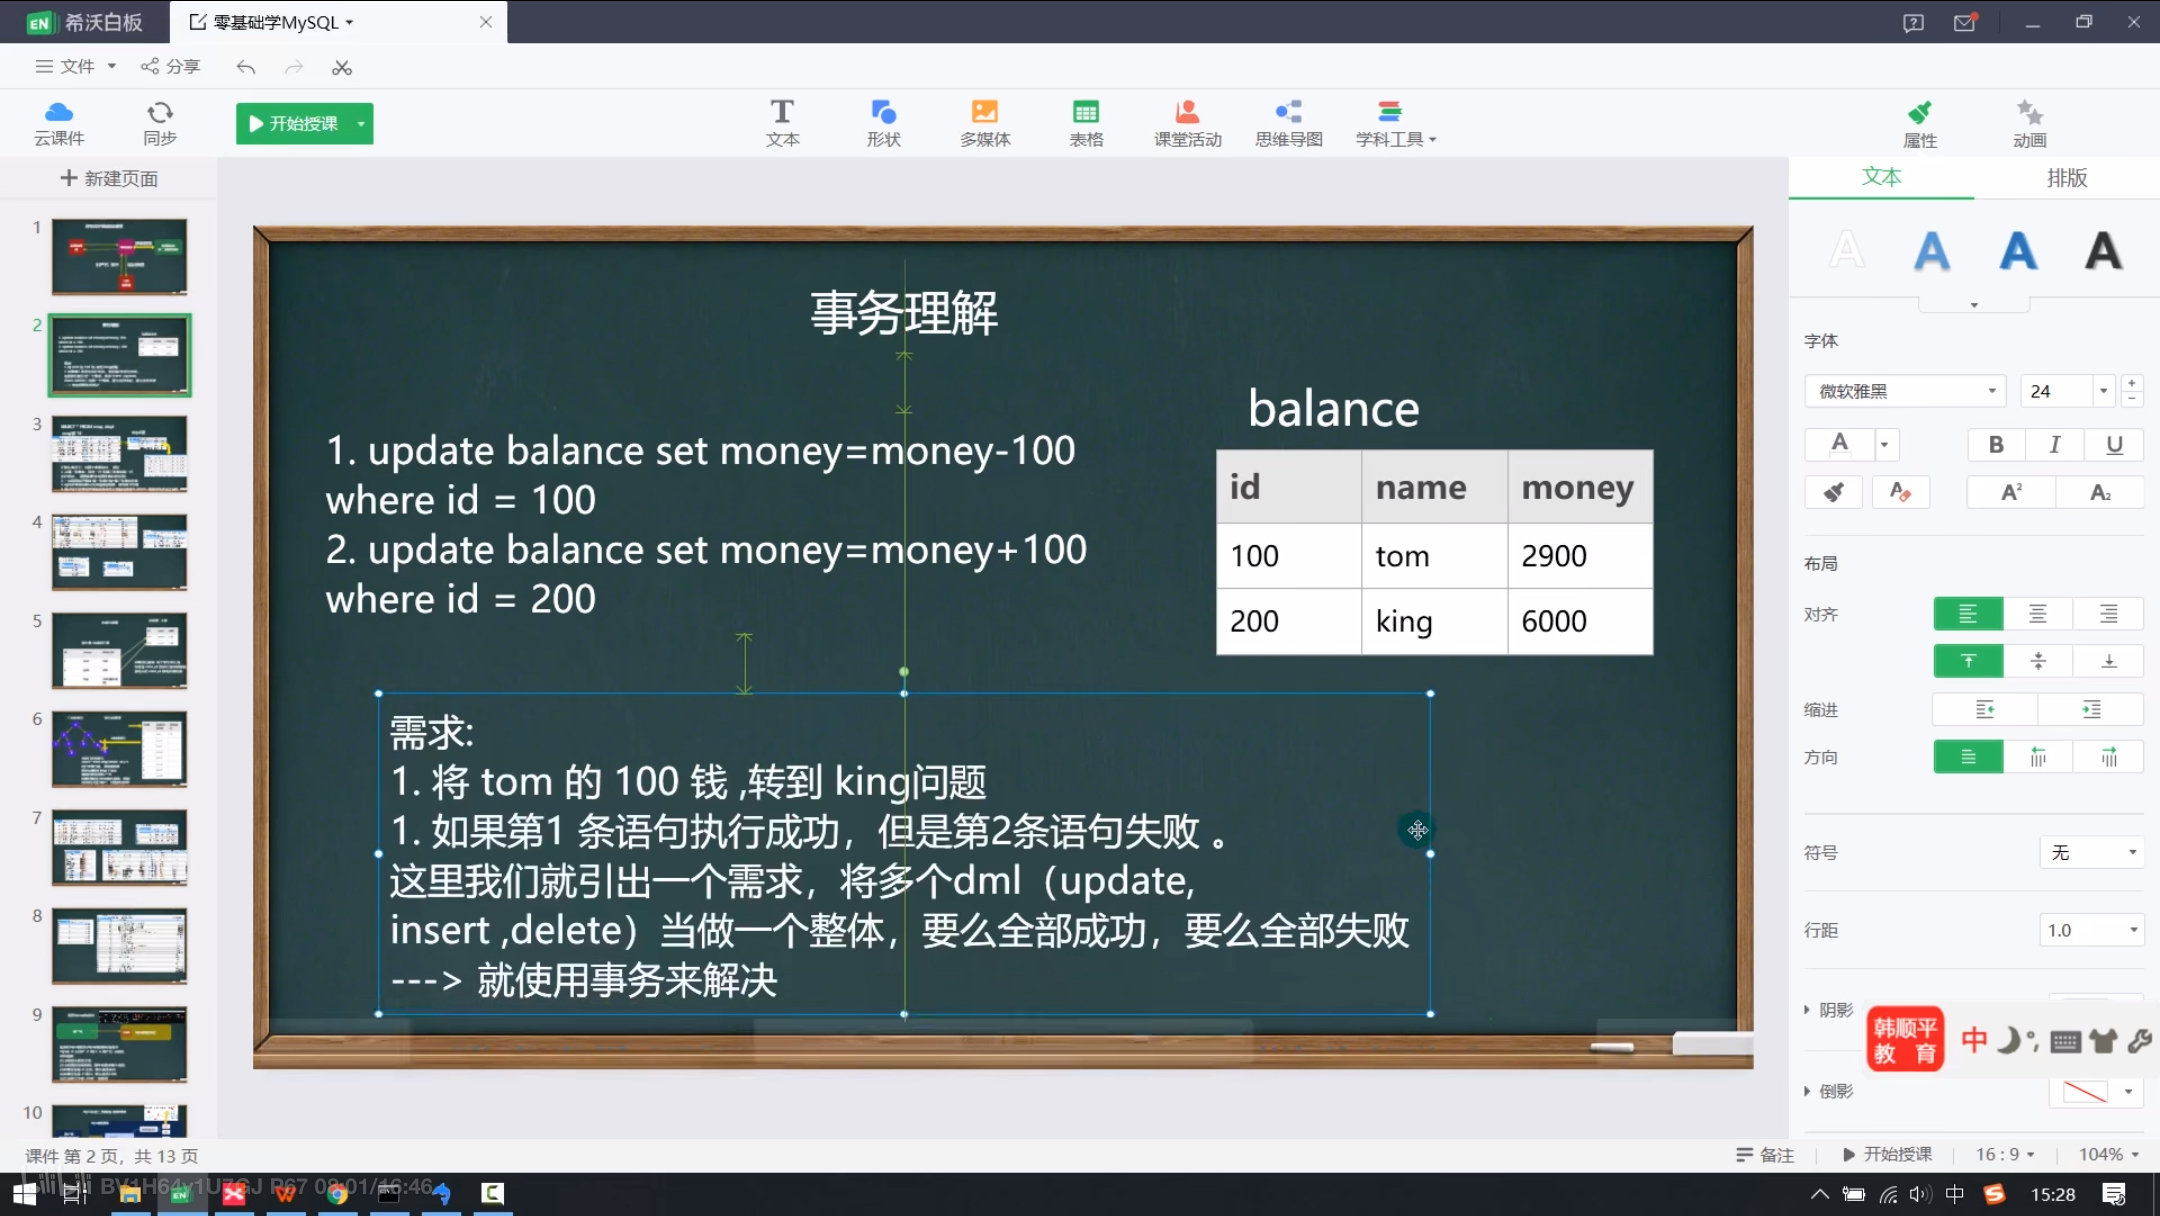 EN 希沃白板
零基础学MySQL
文件 分享
云课件
同步
开始授课
文本
形状
多媒体
表格
课堂活动
思维导图
学科工具
属性
动画
新建页面
文本
排版
1
2
3
4
5
6
7
8
9
10
事务理解
1. update balance set money=money-100
where id = 100
2. update balance set money=money+100
where id = 200
balance
id name money
100 tom 2900
200 king 6000
需求:
1. 将 tom 的 100 钱 ,转到 king问题
1. 如果第1 条语句执行成功，但是第2条语句失败 。
这里我们就引出一个需求，将多个dml（update,
insert ,delete）当做一个整体，要么全部成功，要么全部失败
---> 就使用事务来解决
A A A A
字体
微软雅黑 24
A B I U
A A² A₂
布局
对齐
缩进
方向
符号 无
行距 1.0
阴影
韩顺平
教 育
中
倒影
课件 第 2 页，共 13 页
备注
开始授课
16 : 9
104%
BV1H64y1U7GJ P67 08:01/16:46
EN
中
15:28